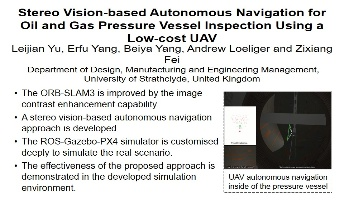 Stereo Vision-based Autonomous Navigation for
Oil and Gas Pressure Vessel Inspection Using a
Low-cost UAV
Leijian Yu, Erfu Yang, Beiya Yang, Andrew Loeliger and Zixiang
Fei
Department of Design, Manufacturing and Engineering Management,
University of Strathclyde, United Kingdom
• The ORB-SLAM3 is improved by the image
contrast enhancement capability
• A stereo vision-based autonomous navigation
approach is developed
• The ROS-Gazebo-PX4 simulator is customised
deeply to simulate the real scenario.
• The effectiveness of the proposed approach is
demonstrated in the developed simulation
environment.
UAV autonomous navigation
inside of the pressure vessel